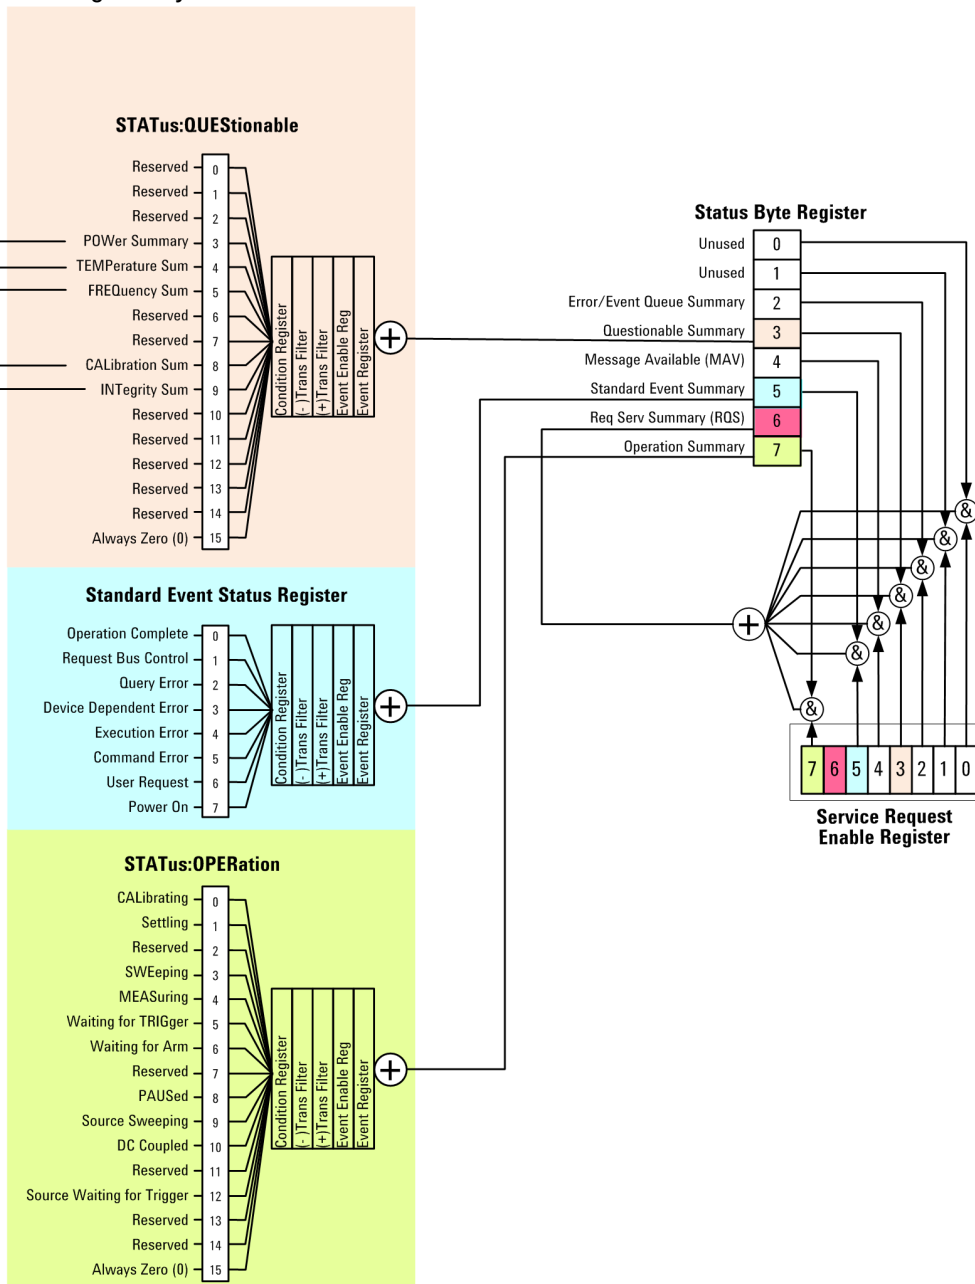 STATus:QUEStionable
Reserved 0
Reserved 1
Reserved 2
POWer Summary 3
TEMPerature Sum 4
FREQuency Sum 5
Reserved 6
Reserved 7
CALibration Sum 8
INTegrity Sum 9
Reserved 10
Reserved 11
Reserved 12
Reserved 13
Reserved 14
Always Zero (0) 15
Condition Register
(-)Trans Filter
(+)Trans Filter
Event Enable Reg
Event Register
+
Standard Event Status Register
Operation Complete 0
Request Bus Control 1
Query Error 2
Device Dependent Error 3
Execution Error 4
Command Error 5
User Request 6
Power On 7
Condition Register
(-)Trans Filter
(+)Trans Filter
Event Enable Reg
Event Register
+
STATus:OPERation
CALibrating 0
Settling 1
Reserved 2
SWEeping 3
MEASuring 4
Waiting for TRIGger 5
Waiting for Arm 6
Reserved 7
PAUSed 8
Source Sweeping 9
DC Coupled 10
Reserved 11
Source Waiting for Trigger 12
Reserved 13
Reserved 14
Always Zero (0) 15
Condition Register
(-)Trans Filter
(+)Trans Filter
Event Enable Reg
Event Register
+
Status Byte Register
Unused 0
Unused 1
Error/Event Queue Summary 2
Questionable Summary 3
Message Available (MAV) 4
Standard Event Summary 5
Req Serv Summary (RQS) 6
Operation Summary 7
&
&
&
&
&
&
&
+
7 6 5 4 3 2 1 0
Service Request
Enable Register